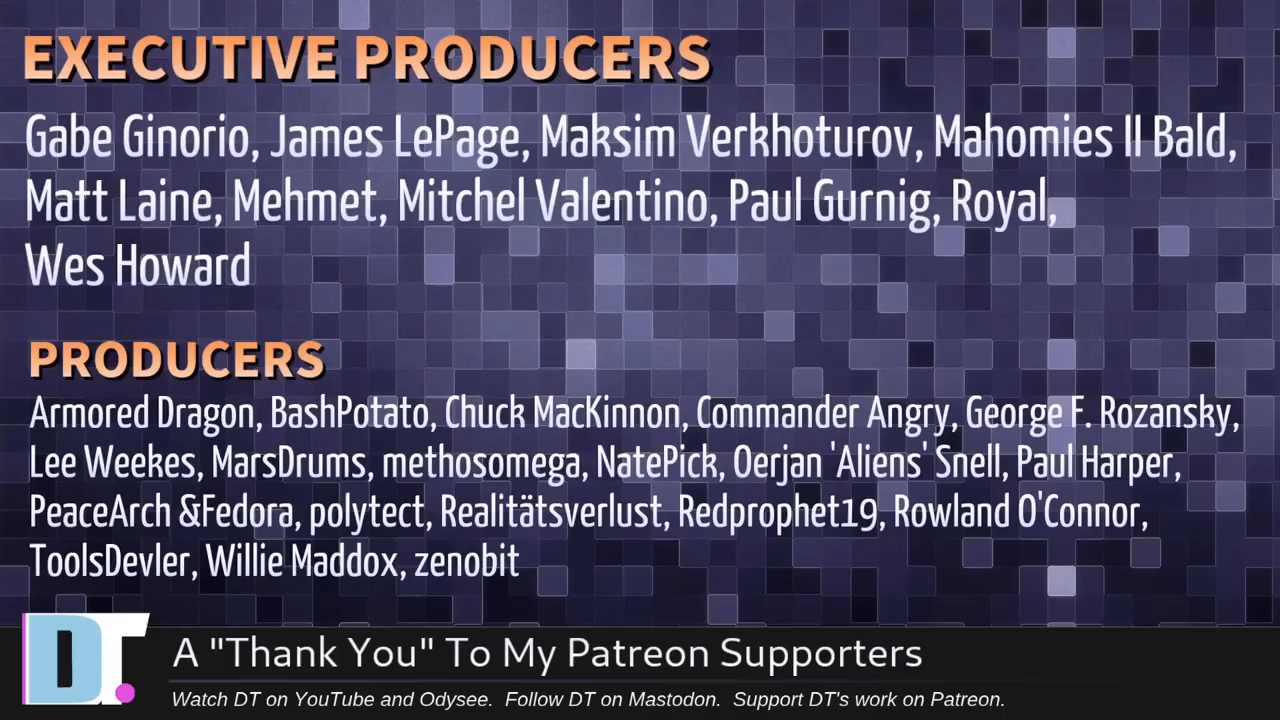 EXECUTIVE PRODUCERS
Gabe Ginorio, James LePage, Maksim Verkhoturov, Mahomies II Bald,
Matt Laine, Mehmet, Mitchel Valentino, Paul Gurnig, Royal,
Wes Howard
PRODUCERS
Armored Dragon, BashPotato, Chuck MacKinnon, Commander Angry, George F. Rozansky,
Lee Weekes, MarsDrums, methosomega, NatePick, Oerjan 'Aliens' Snell, Paul Harper,
PeaceArch &Fedora, polytect, Realitätsverlust, Redprophet19, Rowland O'Connor,
ToolsDevler, Willie Maddox, zenobit
DT.
A "Thank You" To My Patreon Supporters
Watch DT on YouTube and Odysee. Follow DT on Mastodon. Support DT's work on Patreon.